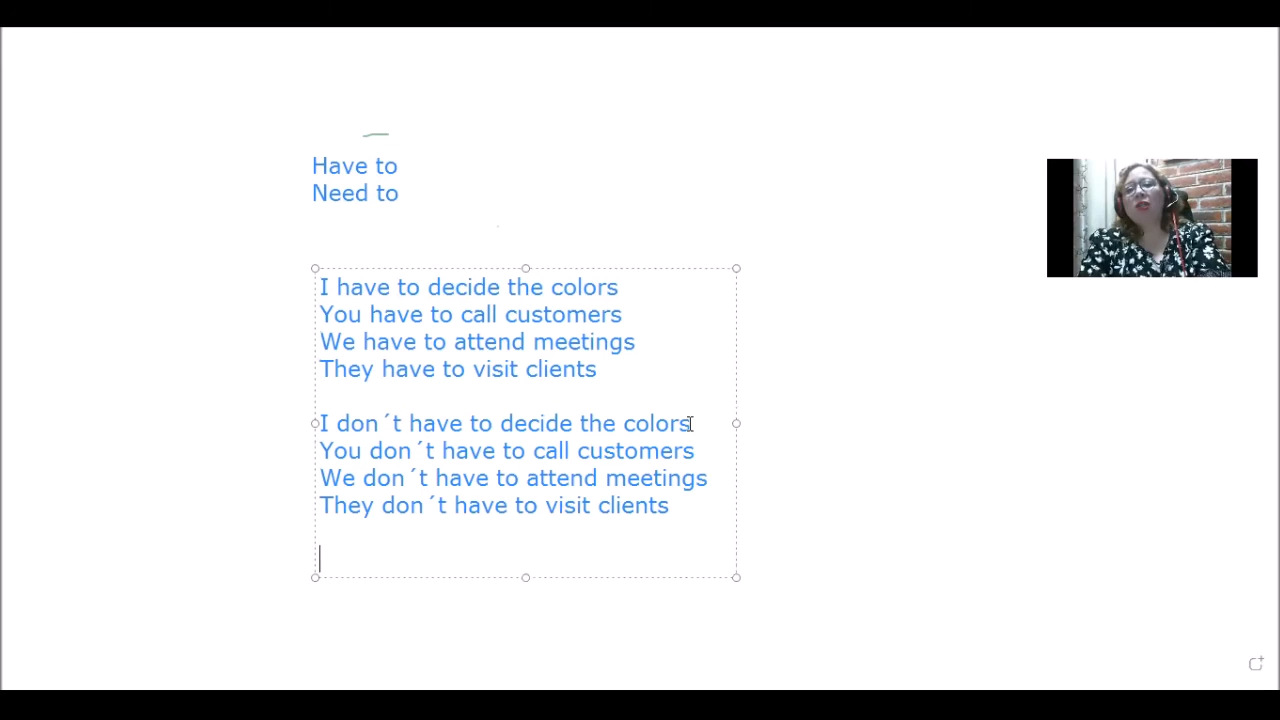 Have to
Need to
I have to decide the colors
You have to call customers
We have to attend meetings
They have to visit clients
I don´t have to decide the colors
You don´t have to call customers
We don´t have to attend meetings
They don´t have to visit clients